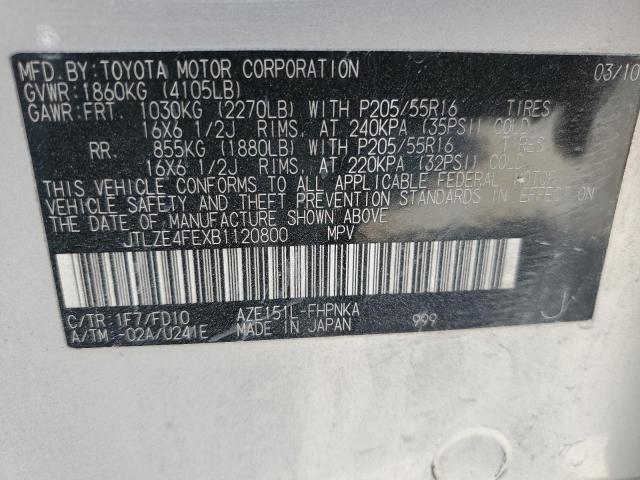 MFD. BY: TOYOTA MOTOR CORPORATION 03/10
GVWR: 1860KG (4105LB)
GAWR: FRT. 1030KG (2270LB) WITH P205/55R16 TIRES
16X6 1/2J RIMS, AT 240KPA (35PSI) COLD
RR. 855KG (1880LB) WITH P205/55R16 TIRES
16X6 1/2J RIMS, AT 220KPA (32PSI) COLD
THIS VEHICLE CONFORMS TO ALL APPLICABLE FEDERAL MOTOR
VEHICLE SAFETY AND THEFT PREVENTION STANDARDS IN EFFECT ON
THE DATE OF MANUFACTURE SHOWN ABOVE
JTLZE4FEXB1120800 MPV
C/TR: 1F7/FD10 AZE151L-FHPNKA
A/TM: -02A/U241E MADE IN JAPAN 999 J